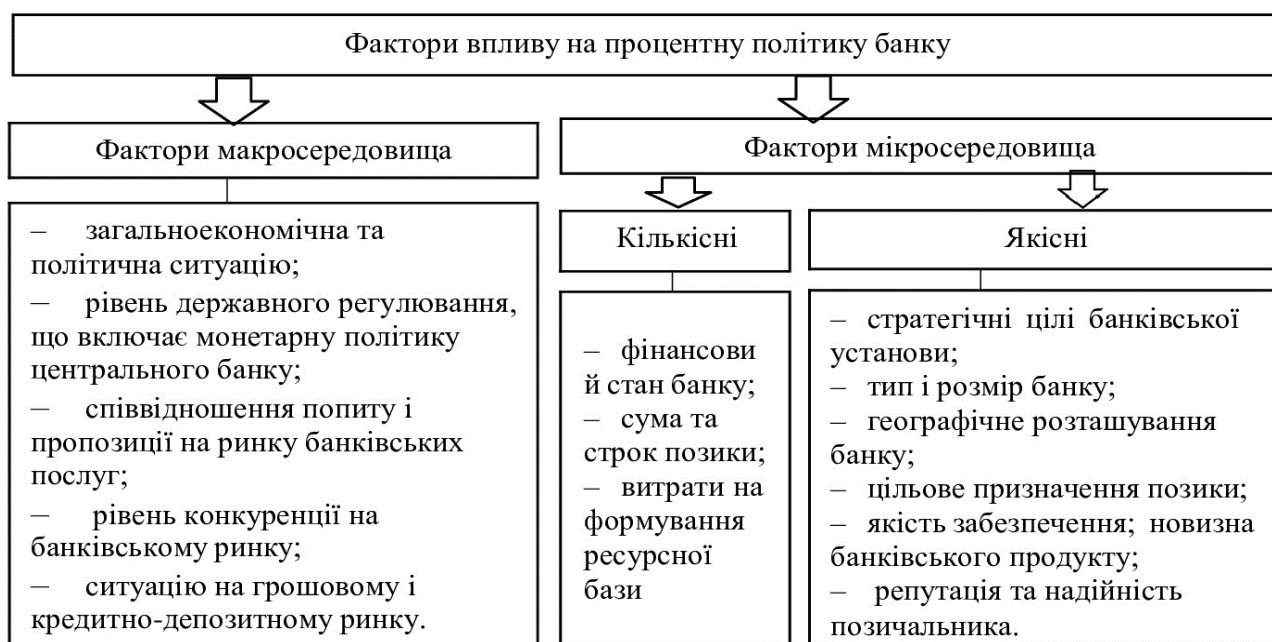 Фактори впливу на процентну політику банку
Фактори макросередовища
– загальноекономічна та
політична ситуацію;
– рівень державного регулювання,
що включає монетарну політику
центрального банку;
– співвідношення попиту і
пропозиції на ринку банківських
послуг;
– рівень конкуренції на
банківському ринку;
– ситуацію на грошовому і
кредитно-депозитному ринку.
Фактори мікросередовища
Кількісні
– фінансови
й стан банку;
– сума та
строк позики;
– витрати на
формування
ресурсної
бази
Якісні
– стратегічні цілі банківської
установи;
– тип і розмір банку;
– географічне розташування
банку;
– цільове призначення позики;
– якість забезпечення; новизна
банківського продукту;
– репутація та надійність
позичальника.